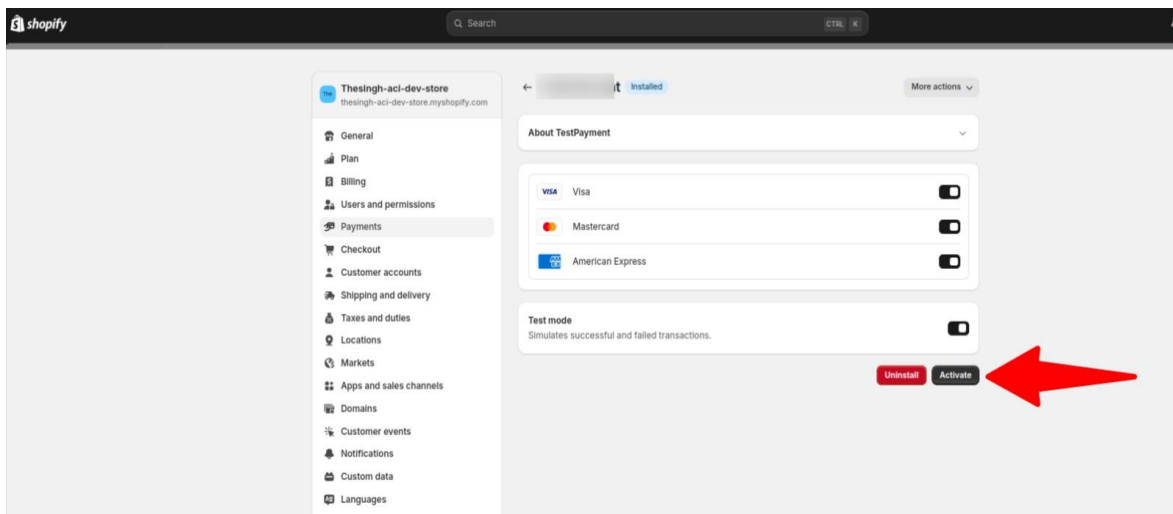 shopify
Search
CTRL K
The
Thesingh-aci-dev-store
thesingh-aci-dev-store.myshopify.com
General
Plan
Billing
Users and permissions
Payments
Checkout
Customer accounts
Shipping and delivery
Taxes and duties
Locations
Markets
Apps and sales channels
Domains
Customer events
Notifications
Custom data
Languages
Installed
More actions
About TestPayment
VISA Visa
Mastercard
American Express
Test mode
Simulates successful and failed transactions.
Uninstall Activate